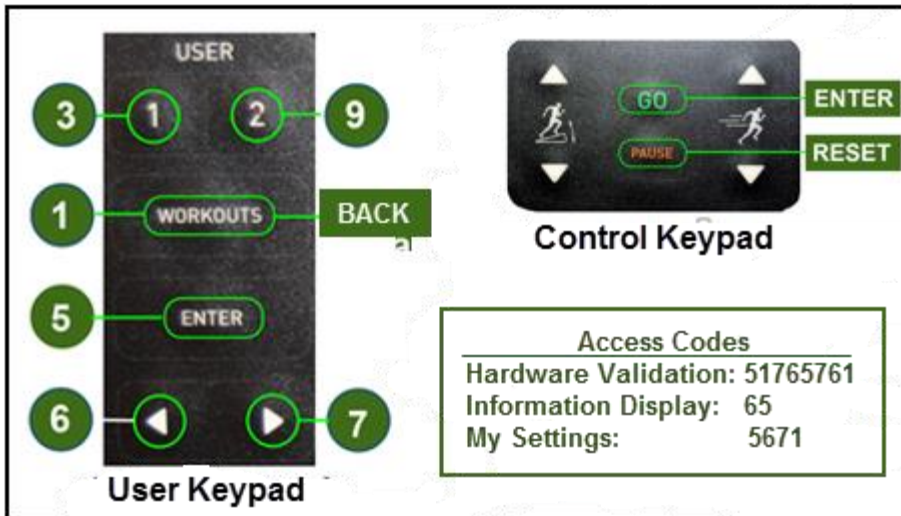 USER
3 1 2 9
1 WORKOUTS BACK
5 ENTER
6 7
User Keypad
GO ENTER
PAUSE RESET
Control Keypad
Access Codes
Hardware Validation: 51765761
Information Display: 65
My Settings: 5671